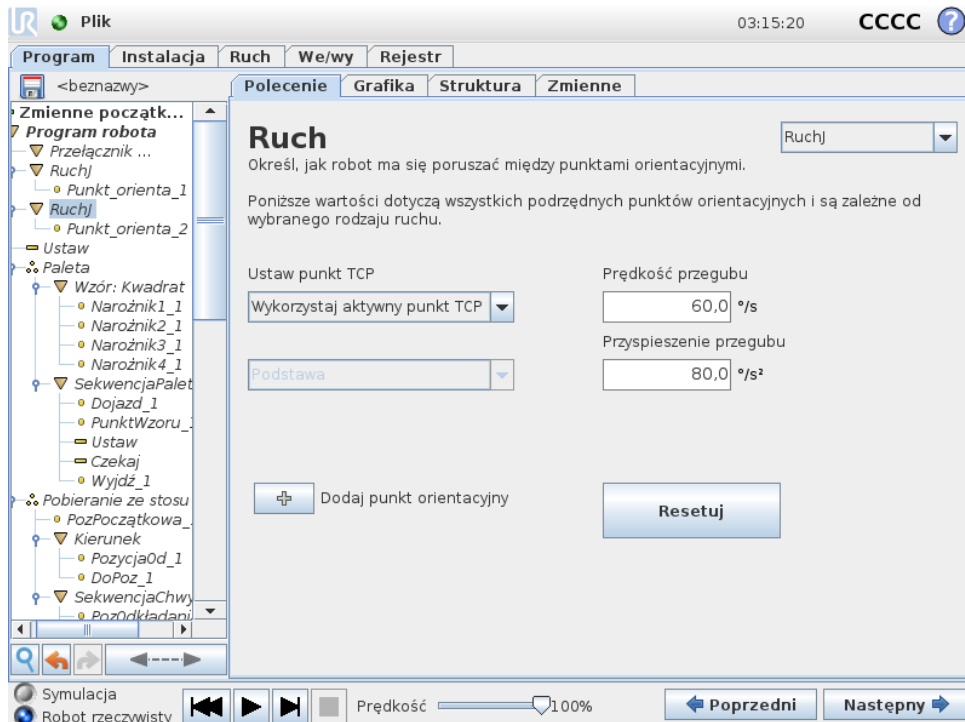 UR Plik 03:15:20 CCCC ?
Program Instalacja Ruch We/wy Rejestr
<beznazwy>
Polecenie Grafika Struktura Zmienne
Zmienne początk...
Program robota
Przełącznik ...
RuchJ
Punkt_orienta_1
RuchJ
Punkt_orienta_2
Ustaw
Paleta
Wzór: Kwadrat
Narożnik1_1
Narożnik2_1
Narożnik3_1
Narożnik4_1
SekwencjaPalet
Dojazd_1
PunktWzoru_1
Ustaw
Czekaj
Wyjdź_1
Pobieranie ze stosu
PozPoczątkowa_
Kierunek
PozycjaOd_1
DoPoz_1
SekwencjaChwy
PozOdkładani
Ruch
RuchJ
Określ, jak robot ma się poruszać między punktami orientacyjnymi.
Poniższe wartości dotyczą wszystkich podrzędnych punktów orientacyjnych i są zależne od
wybranego rodzaju ruchu.
Ustaw punkt TCP
Wykorzystaj aktywny punkt TCP
Podstawa
Prędkość przegubu
60,0 °/s
Przyspieszenie przegubu
80,0 °/s²
Dodaj punkt orientacyjny
Resetuj
Symulacja
Robot rzeczywisty
Prędkość 100%
Poprzedni
Następny